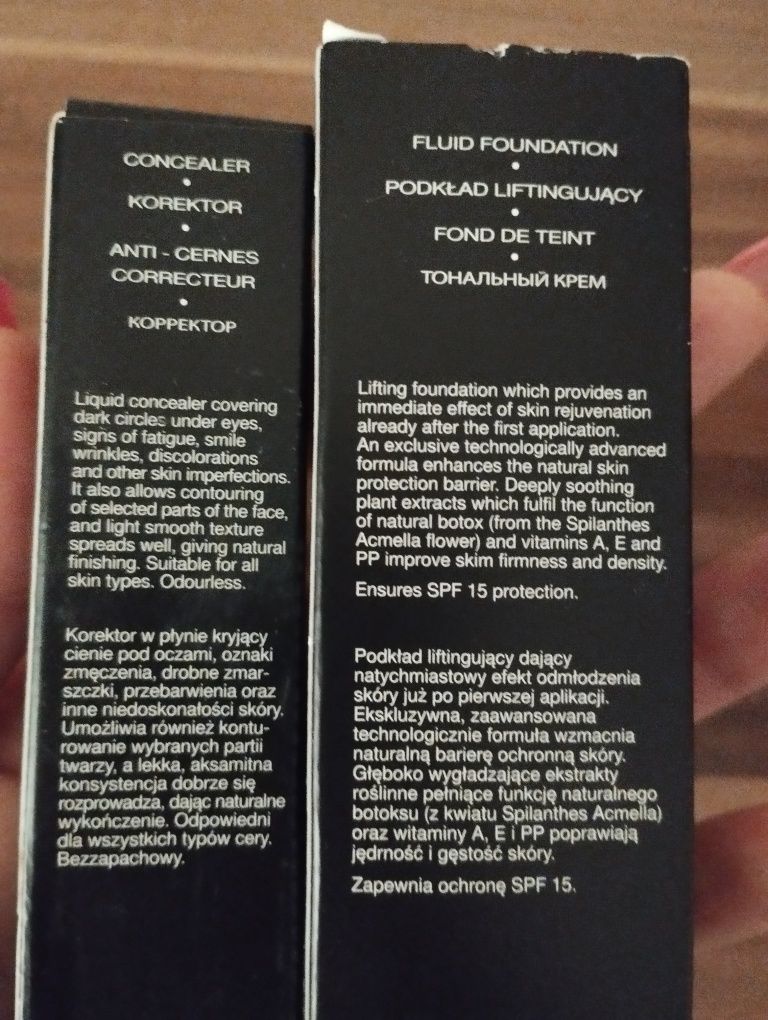 CONCEALER
•
KOREKTOR
•
ANTI - CERNES
CORRECTEUR
•
КОРРЕКТОР
Liquid concealer covering
dark circles under eyes,
signs of fatigue, smile
wrinkles, discolorations
and other skin imperfections.
It also allows contouring
of selected parts of the face,
and light smooth texture
spreads well, giving natural
finishing. Suitable for all
skin types. Odourless.
Korektor w płynie kryjący
cienie pod oczami, oznaki
zmęczenia, drobne zmar-
szczki, przebarwienia oraz
inne niedoskonałości skóry.
Umożliwia również kontu-
rowanie wybranych partii
twarzy, a lekka, aksamitna
konsystencja dobrze się
rozprowadza, dając naturalne
wykończenie. Odpowiedni
dla wszystkich typów cery.
Bezzapachowy.
FLUID FOUNDATION
•
PODKŁAD LIFTINGUJĄCY
•
FOND DE TEINT
•
ТОНАЛЬНЫЙ КРЕМ
Lifting foundation which provides an
immediate effect of skin rejuvenation
already after the first application.
An exclusive technologically advanced
formula enhances the natural skin
protection barrier. Deeply soothing
plant extracts which fulfil the function
of natural botox (from the Spilanthes
Acmella flower) and vitamins A, E and
PP improve skim firmness and density.
Ensures SPF 15 protection.
Podkład liftingujący dający
natychmiastowy efekt odmłodzenia
skóry już po pierwszej aplikacji.
Ekskluzywna, zaawansowana
technologicznie formuła wzmacnia
naturalną barierę ochronną skóry.
Głęboko wygładzające ekstrakty
roślinne pełniące funkcję naturalnego
botoksu (z kwiatu Spilanthes Acmella)
oraz witaminy A, E i PP poprawiają
jędrność i gęstość skóry.
Zapewnia ochronę SPF 15.